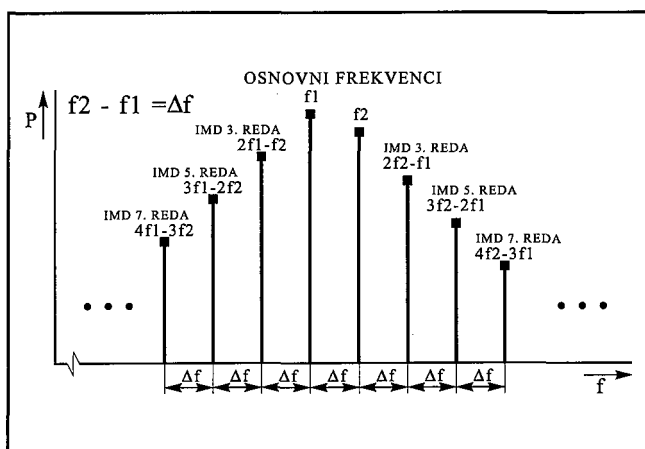 OSNOVNI FREKVENCI
f2 - f1 =Δf
P
f1
f2
IMD 3. REDA
2f1-f2
IMD 3. REDA
2f2-f1
IMD 5. REDA
3f1-2f2
IMD 5. REDA
3f2-2f1
IMD 7. REDA
4f1-3f2
IMD 7. REDA
4f2-3f1
Δf Δf Δf Δf Δf Δf Δf
f